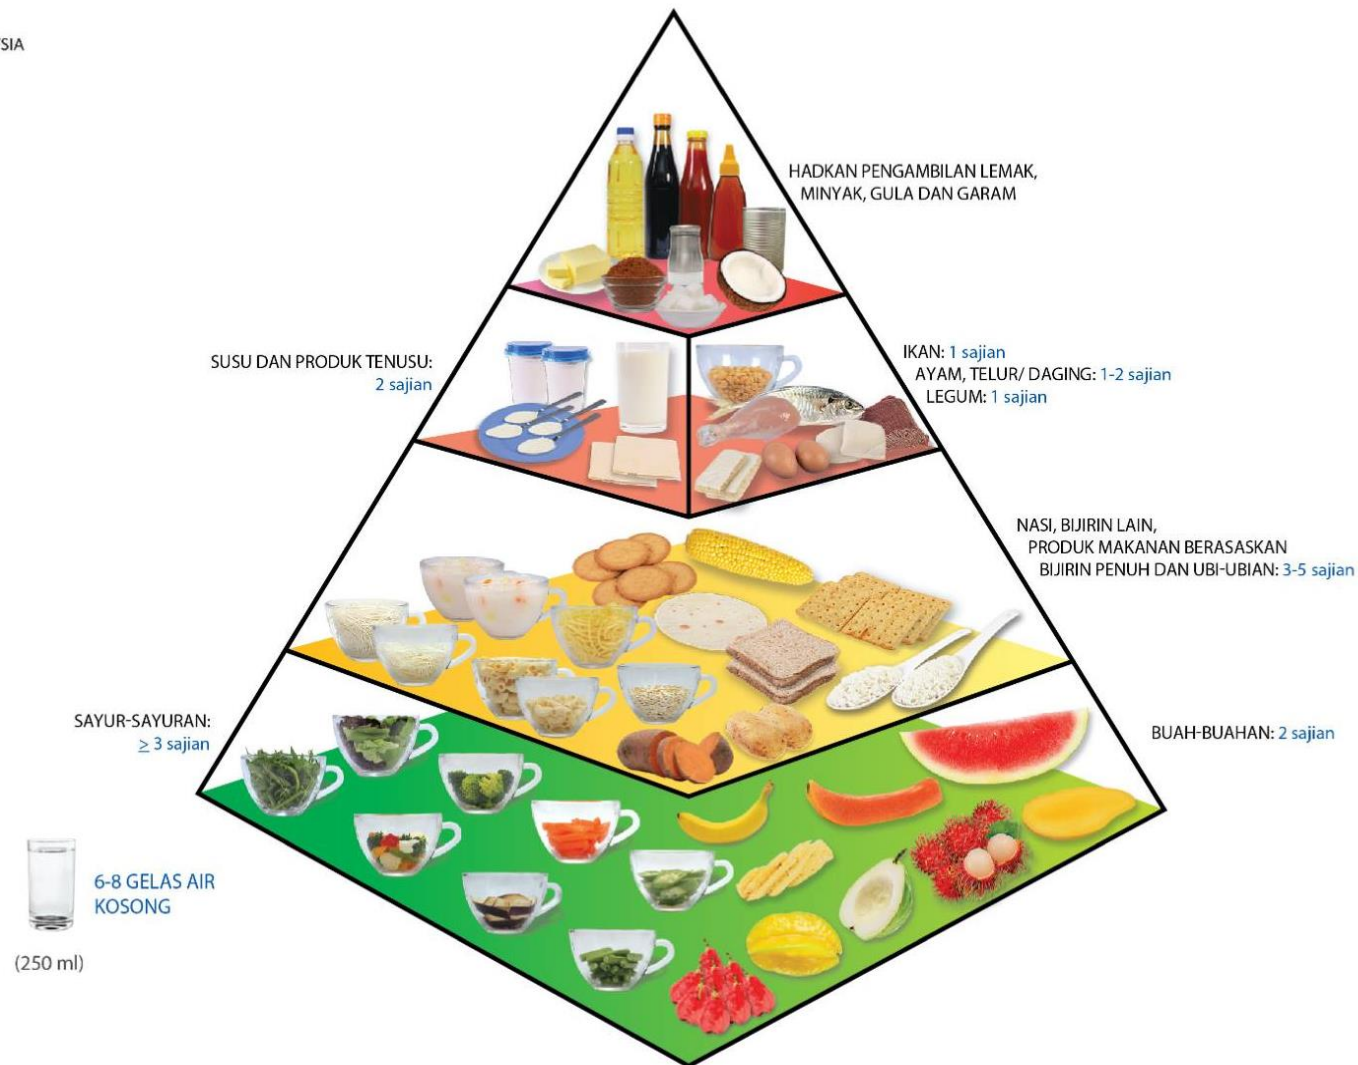 HADKAN PENGAMBILAN LEMAK,
MINYAK, GULA DAN GARAM
SUSU DAN PRODUK TENUSU:
2 sajian
IKAN: 1 sajian
AYAM, TELUR/ DAGING: 1-2 sajian
LEGUM: 1 sajian
NASI, BIJIRIN LAIN,
PRODUK MAKANAN BERASASKAN
BIJIRIN PENUH DAN UBI-UBIAN: 3-5 sajian
SAYUR-SAYURAN:
≥ 3 sajian
BUAH-BUAHAN: 2 sajian
6-8 GELAS AIR
KOSONG
(250 ml)